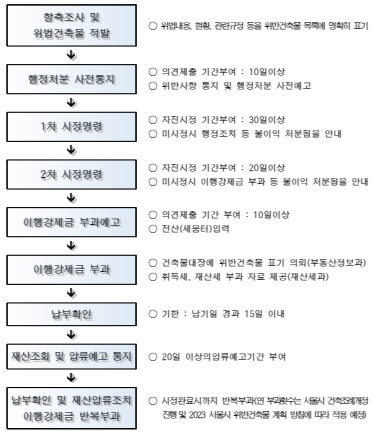 항측조사 및
위법건축물 적발
○ 위법내용, 현황, 관련규정 등을 위반건축물 목록에 명확히 표기
행정처분 사전통지
○ 의견제출 기간부여 : 10일이상
○ 위반사항 통지 및 행정처분 사전예고
1차 시정명령
○ 자진시정 기간부여 : 30일이상
○ 미시정시 행정조치 등 불이익 처분됨을 안내
2차 시정명령
○ 자진시정 기간부여 : 20일이상
○ 미시정시 이행강제금 부과 등 불이익 처분됨을 안내
이행강제금 부과예고
○ 의견제출 기간 부여 : 10일이상
○ 전산(세움터)입력
이행강제금 부과
○ 건축물대장에 위반건축물 표기 의뢰(부동산정보과)
○ 취득세, 재산세 부과 자료 제공(재산세과)
납부확인
○ 기한 : 납기일 경과 15일 이내
재산조회 및 압류예고 통지
○ 20일 이상의압류예고기간 부여
납부확인 및 재산압류조치
이행강제금 반복부과
○ 시정완료시까지 반복부과(연 부과횟수는 서울시 건축조례개정
진행 및 2023 서울시 위반건축물 계획 방침에 따라 적용 예정)